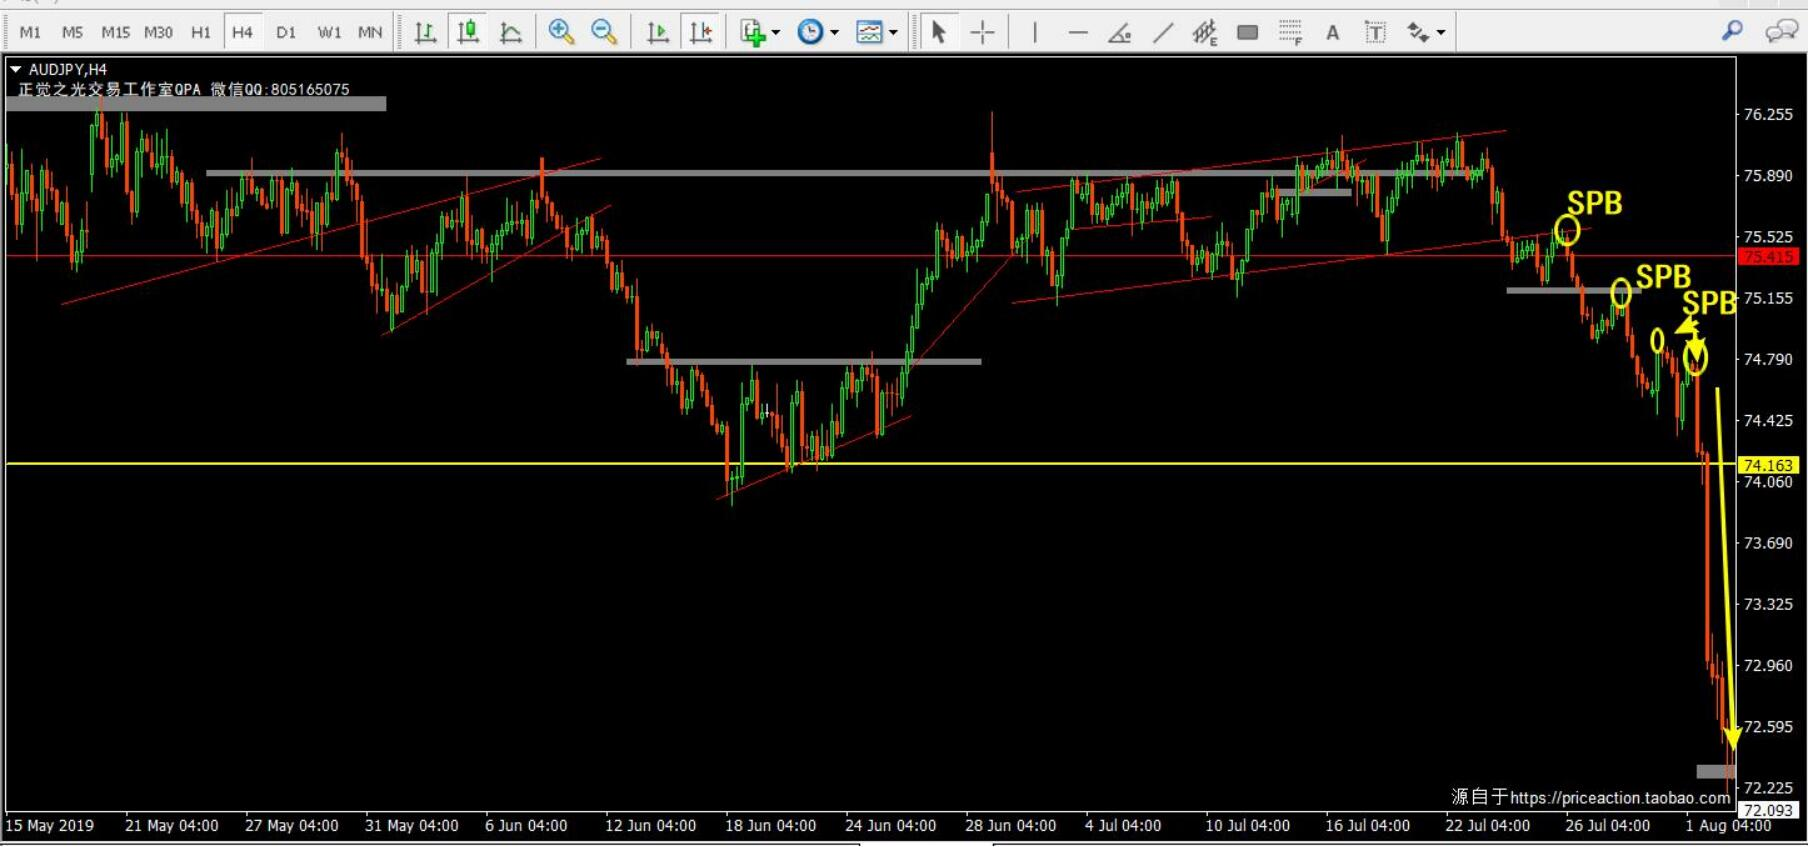 M1 M5 M15 M30 H1 H4 D1 W1 MN E F A T
AUDJPY,H4
正觉之光交易工作室QPA 微信QQ:805165075
76.255
75.890
SPB
75.525
75.415
SPB
75.155
SPB
74.790
74.425
74.163
74.060
73.690
73.325
72.960
72.595
72.225
源自于https://priceaction.taobao.com
72.093
15 May 2019 21 May 04:00 27 May 04:00 31 May 04:00 6 Jun 04:00 12 Jun 04:00 18 Jun 04:00 24 Jun 04:00 28 Jun 04:00 4 Jul 04:00 10 Jul 04:00 16 Jul 04:00 22 Jul 04:00 26 Jul 04:00 1 Aug 04:00